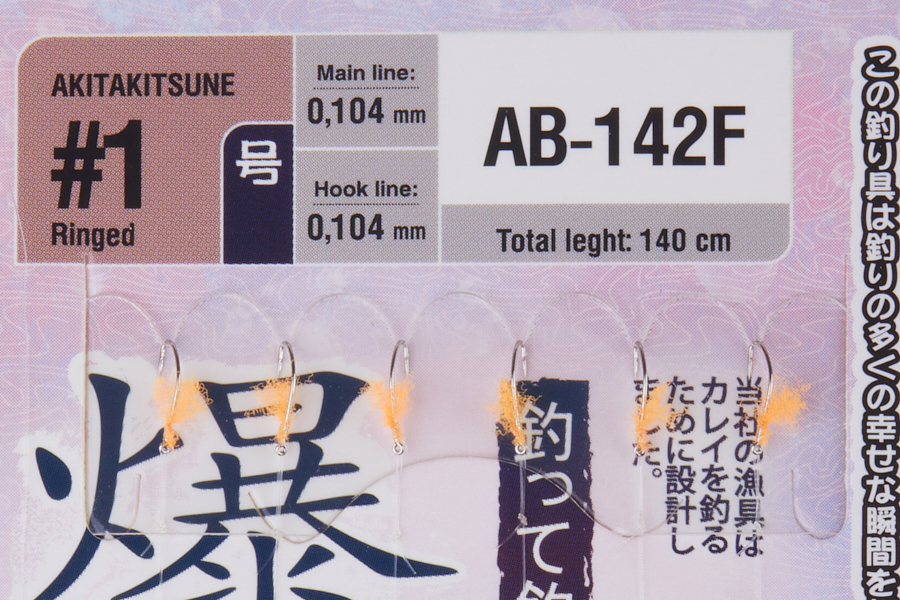 AKITAKITSUNE
#1
Ringed
号
Main line:
0,104 mm
Hook line:
0,104 mm
AB-142F
Total leght: 140 cm
この釣り具は釣りの多くの幸せな瞬間を
当社の漁具は
カレイを釣る
ために設計し
ました。
釣って釣
爆